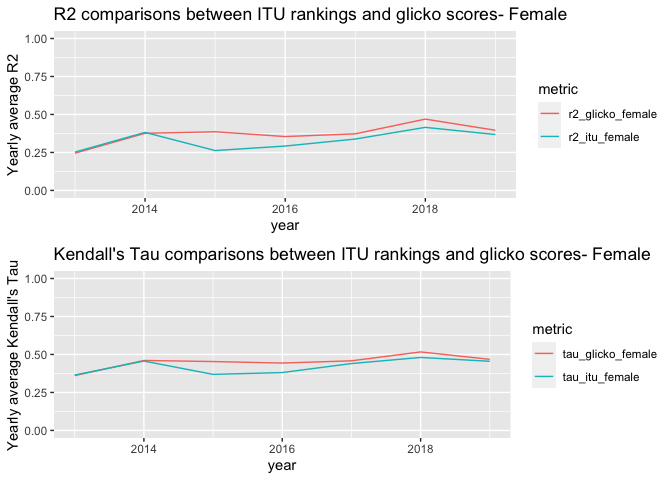 R2 comparisons between ITU rankings and glicko scores- Female
Yearly average R2
1.00
0.75
0.50
0.25
0.00
2014
2016
2018
year
metric
r2_glicko_female
r2_itu_female
Kendall's Tau comparisons between ITU rankings and glicko scores- Female
Yearly average Kendall's Tau
1.00
0.75
0.50
0.25
0.00
2014
2016
2018
year
metric
tau_glicko_female
tau_itu_female